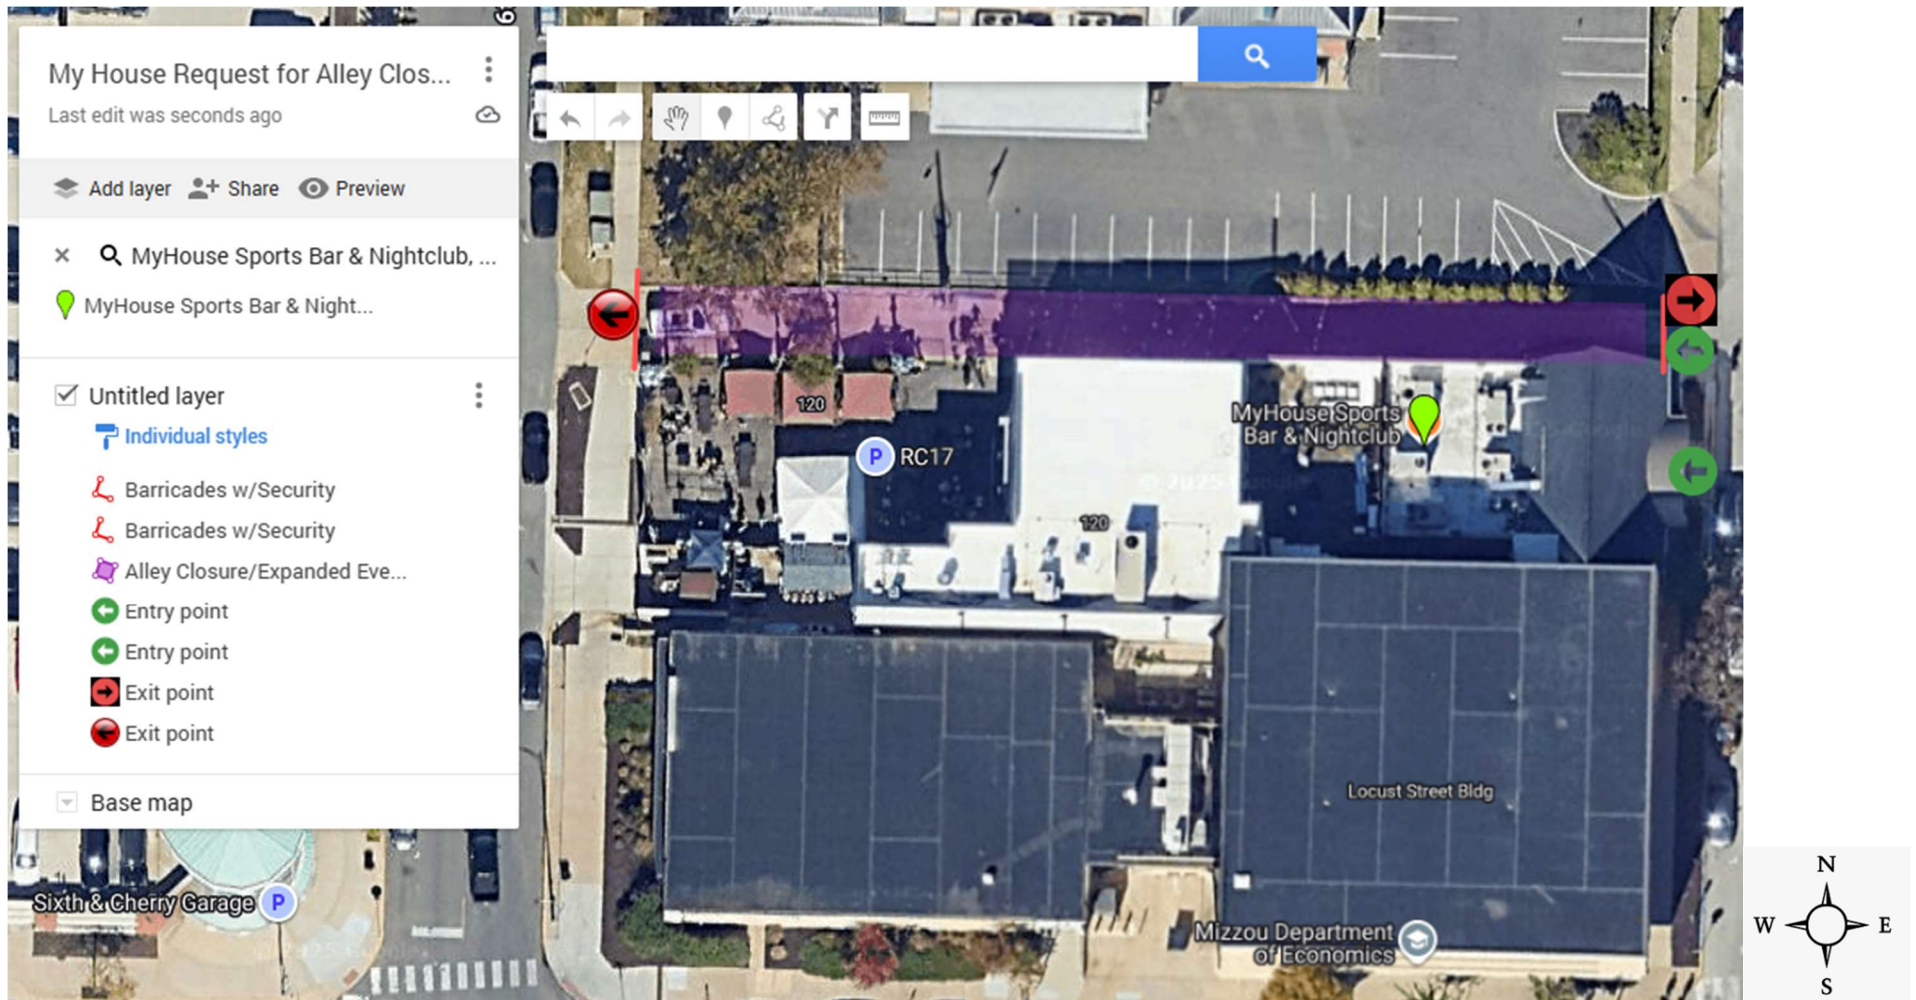 My House Request for Alley Clos...
Last edit was seconds ago
Add layer
Share
Preview
MyHouse Sports Bar & Nightclub, ...
MyHouse Sports Bar & Night...
Untitled layer
Individual styles
Barricades w/Security
Barricades w/Security
Alley Closure/Expanded Eve...
Entry point
Entry point
Exit point
Exit point
Base map
120
MyHouse Sports
Bar & Nightclub
P RC17
120
Locust Street Bldg
Sixth & Cherry Garage P
Mizzou Department
of Economics
N
W E
S